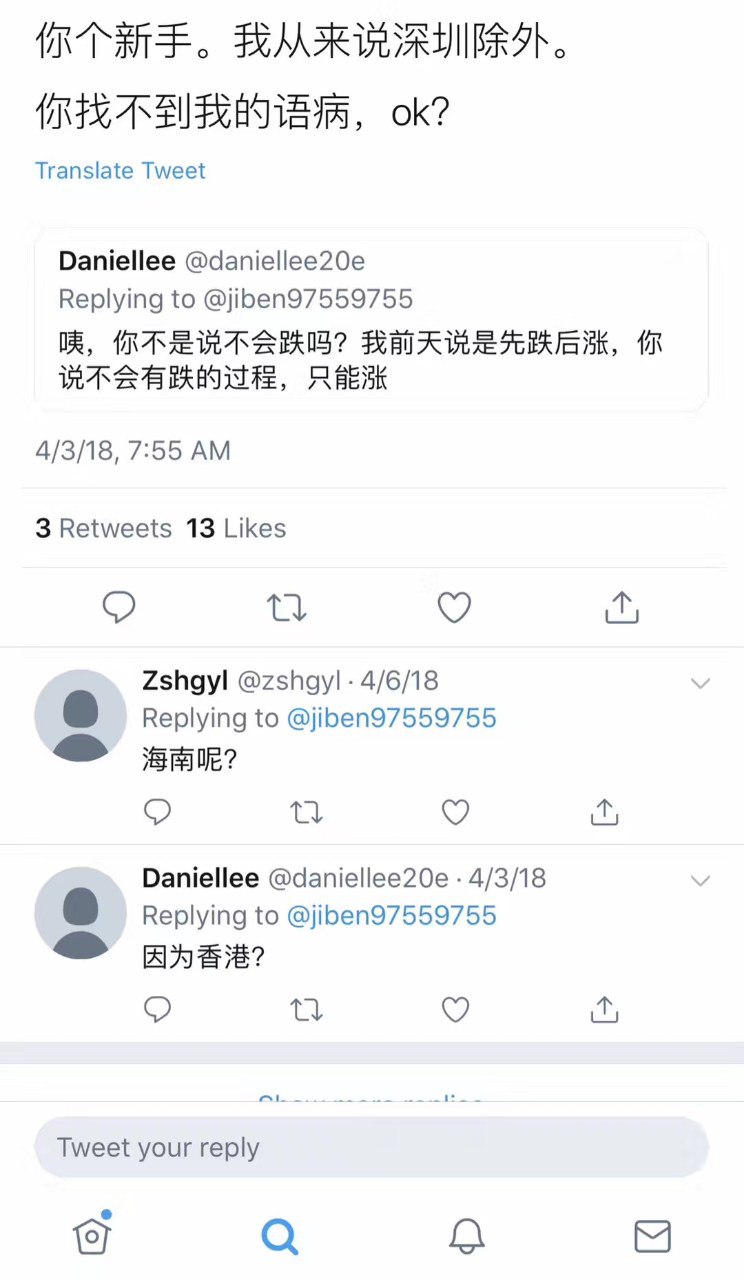 你个新手。我从来说深圳除外。
你找不到我的语病，ok?
Translate Tweet
Daniellee @daniellee20e
Replying to @jiben97559755
咦，你不是说不会跌吗？我前天说是先跌后涨，你
说不会有跌的过程，只能涨
4/3/18, 7:55 AM
3 Retweets 13 Likes
Zshgyl @zshgyl · 4/6/18
Replying to @jiben97559755
海南呢?
Daniellee @daniellee20e · 4/3/18
Replying to @jiben97559755
因为香港?
Show more replies
Tweet your reply